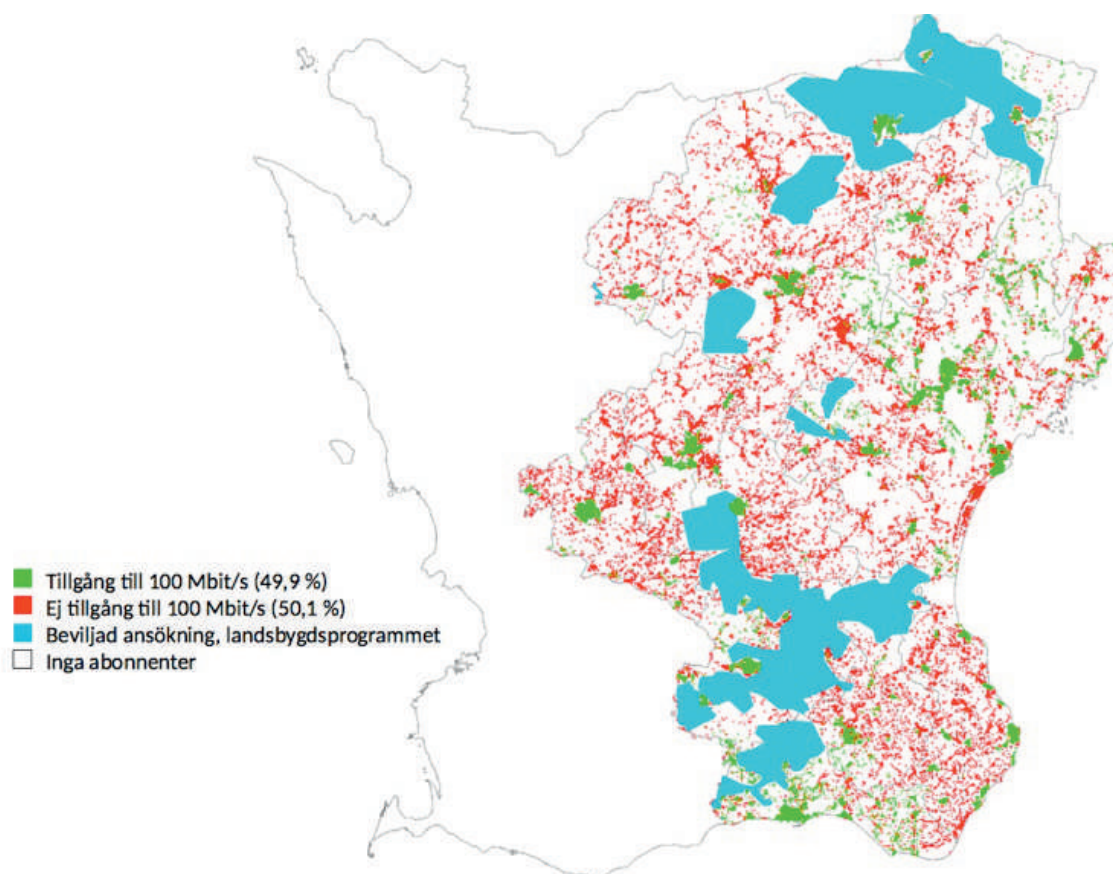 Tillgång till 100 Mbit/s (49,9 %)
Ej tillgång till 100 Mbit/s (50,1 %)
Beviljad ansökning, landsbygdsprogrammet
Inga abonnenter